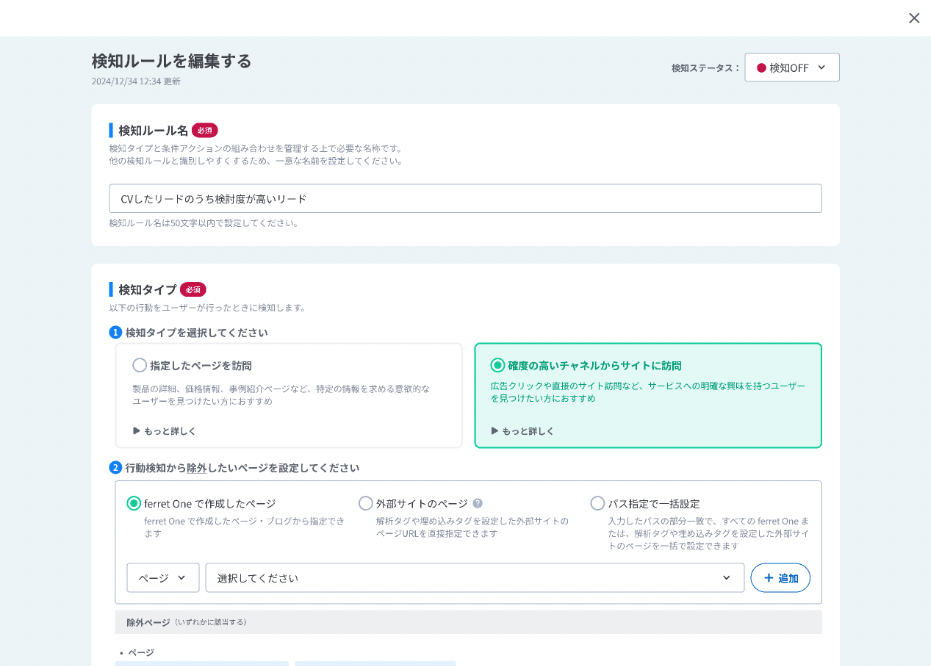 検知ルールを編集する
2024/12/34 12:34 更新
検知ステータス：
検知OFF
検知ルール名 必須
検知タイプと条件アクションの組み合わせを管理する上で必要な名称です。
他の検知ルールと識別しやすくするため、一意な名前を設定してください。
CVしたリードのうち検討度が高いリード
検知ルール名は50文字以内で設定してください。
検知タイプ 必須
以下の行動をユーザーが行ったときに検知します。
1 検知タイプを選択してください
指定したページを訪問
製品の詳細、価格情報、事例紹介ページなど、特定の情報を求める意欲的な
ユーザーを見つけたい方におすすめ
▶ もっと詳しく
確度の高いチャネルからサイトに訪問
広告クリックや直接のサイト訪問など、サービスへの明確な興味を持つユーザー
を見つけたい方におすすめ
▶ もっと詳しく
2 行動検知から除外したいページを設定してください
ferret One で作成したページ
ferret One で作成したページ・ブログから指定でき
ます
外部サイトのページ ?
解析タグや埋め込みタグを設定した外部サイトの
ページURLを直接指定できます
パス指定で一括設定
入力したパスの部分一致で、すべての ferret One ま
たは、解析タグや埋め込みタグを設定した外部サイ
トのページを一括で設定できます
ページ
選択してください
+ 追加
除外ページ（いずれかに該当する）
・ページ